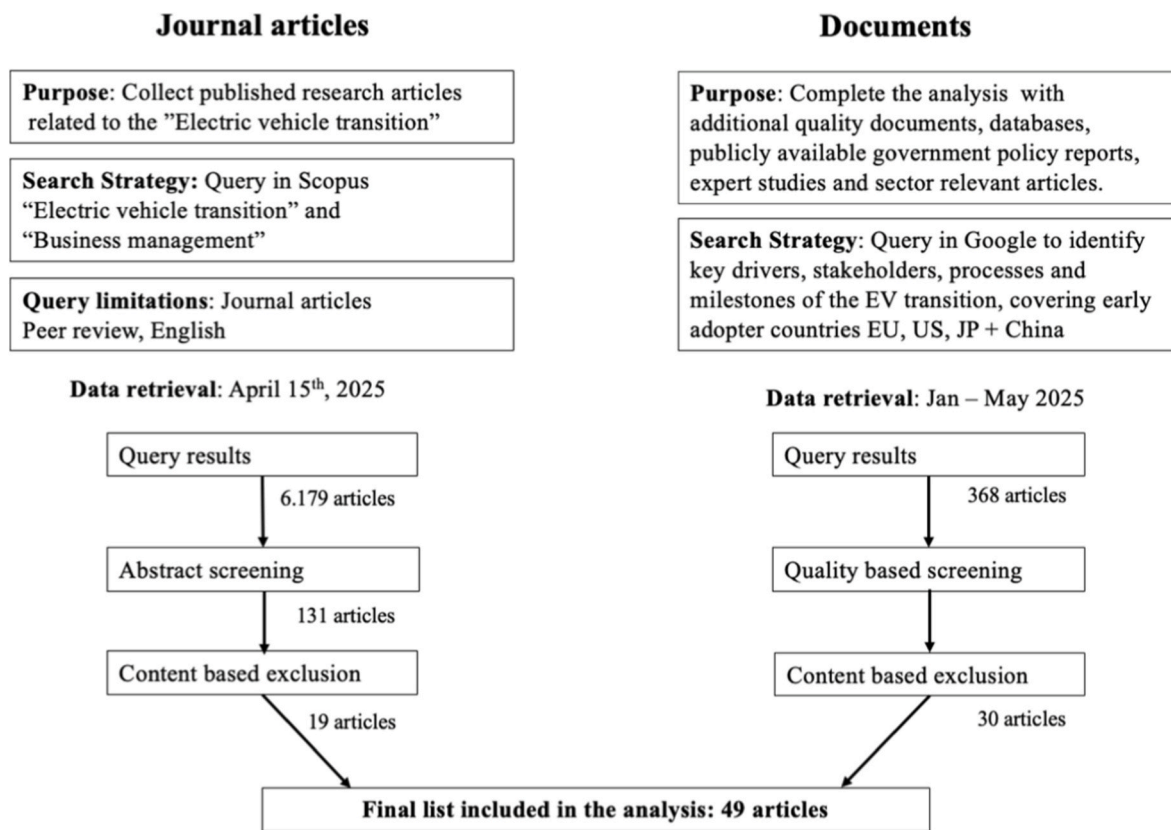 Journal articles
Purpose: Collect published research articles
related to the ”Electric vehicle transition”
Search Strategy: Query in Scopus
“Electric vehicle transition” and
“Business management”
Query limitations: Journal articles
Peer review, English
Data retrieval: April 15th, 2025
Query results
6.179 articles
Abstract screening
131 articles
Content based exclusion
19 articles
Documents
Purpose: Complete the analysis with
additional quality documents, databases,
publicly available government policy reports,
expert studies and sector relevant articles.
Search Strategy: Query in Google to identify
key drivers, stakeholders, processes and
milestones of the EV transition, covering early
adopter countries EU, US, JP + China
Data retrieval: Jan – May 2025
Query results
368 articles
Quality based screening
Content based exclusion
30 articles
Final list included in the analysis: 49 articles